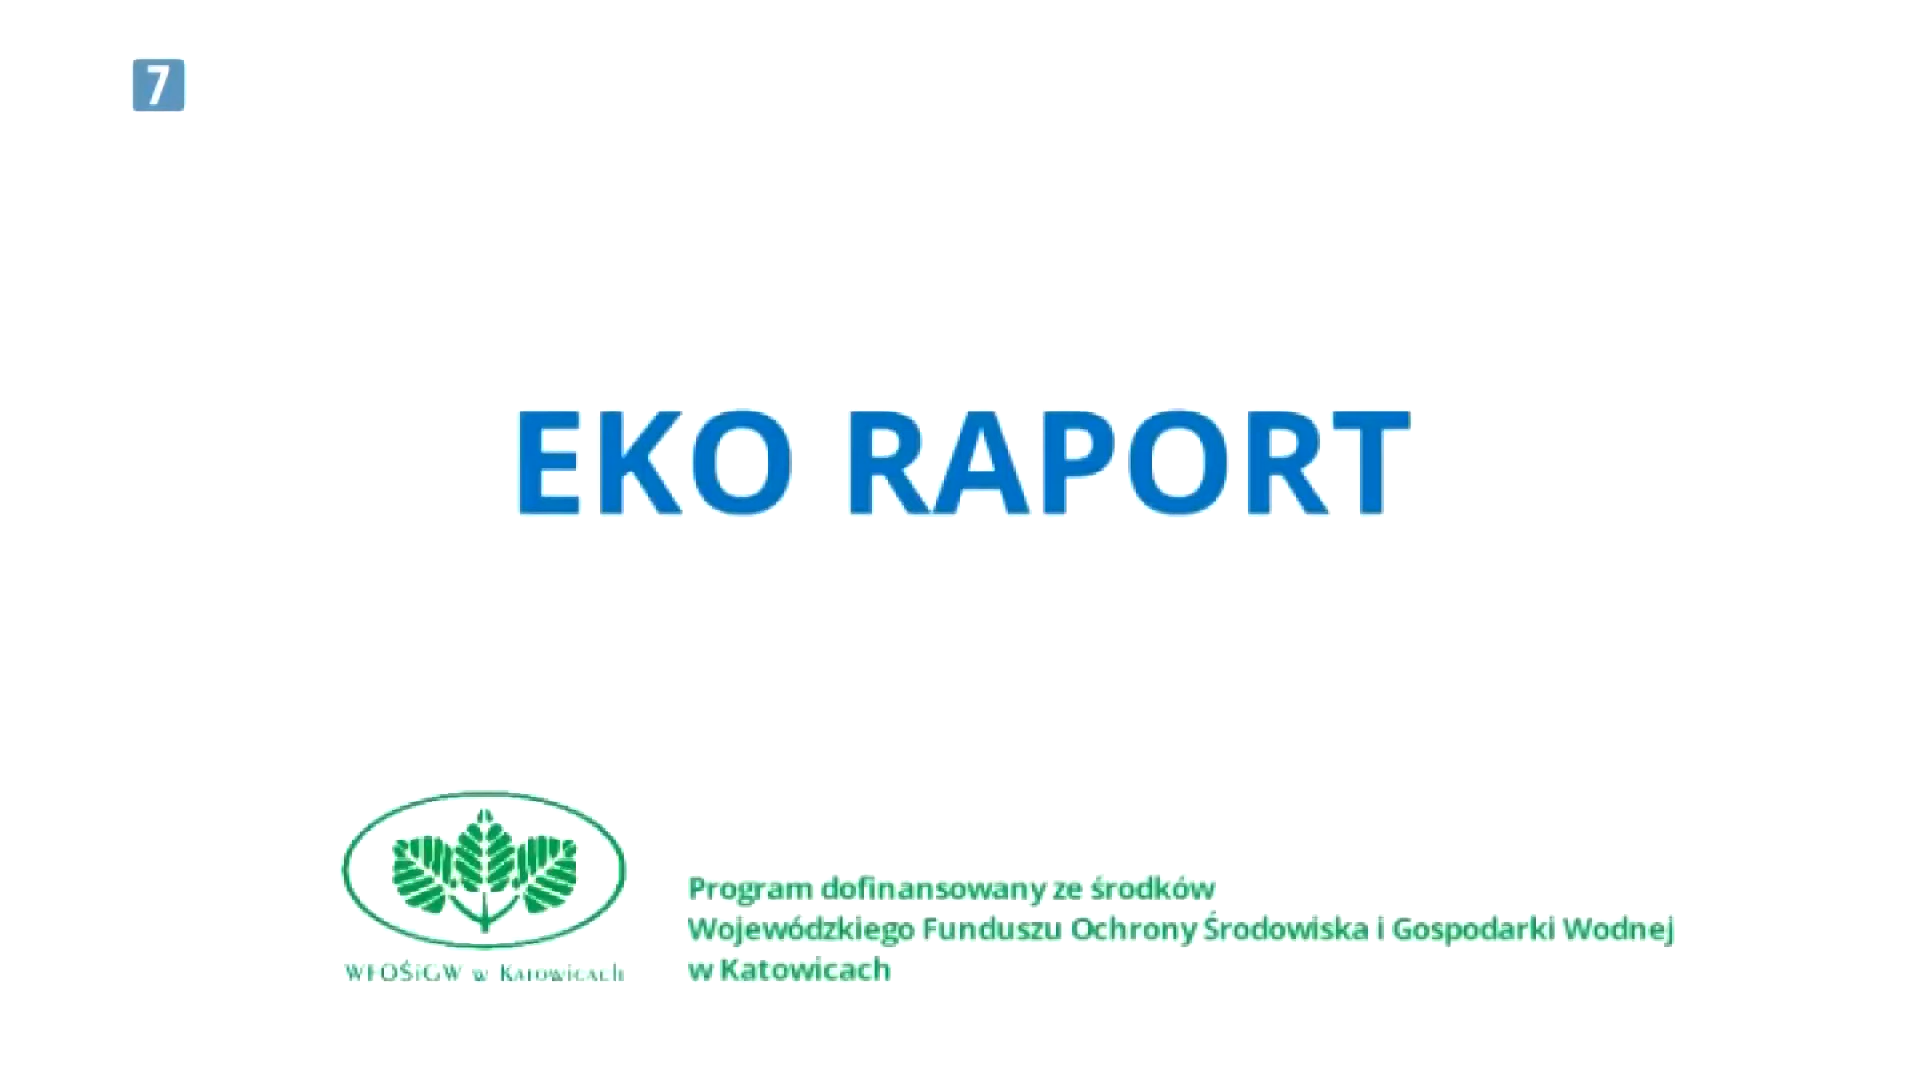 7
EKO RAPORT
WFOŚiGW w Katowicach
Program dofinansowany ze środków
Wojewódzkiego Funduszu Ochrony Środowiska i Gospodarki Wodnej
w Katowicach